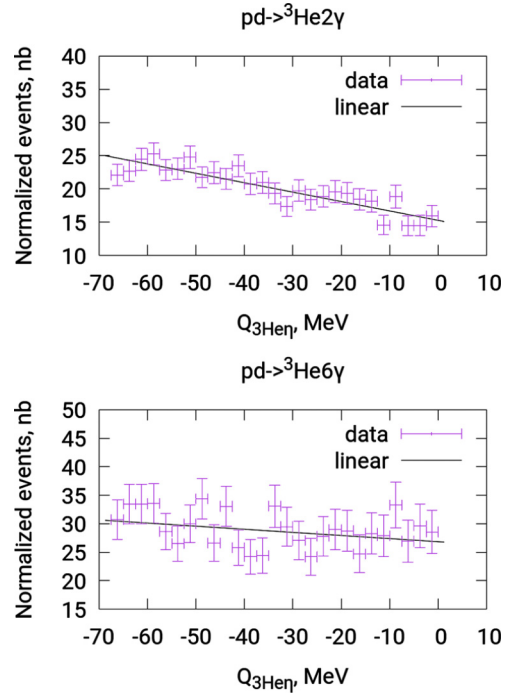 pd->³He2γ
Normalized events, nb
40
35
30
25
20
15
10
data
linear
-70 -60 -50 -40 -30 -20 -10 0 10
Q₃Heη, MeV
pd->³He6γ
Normalized events, nb
50
45
40
35
30
25
20
15
data
linear
-70 -60 -50 -40 -30 -20 -10 0 10
Q₃Heη, MeV